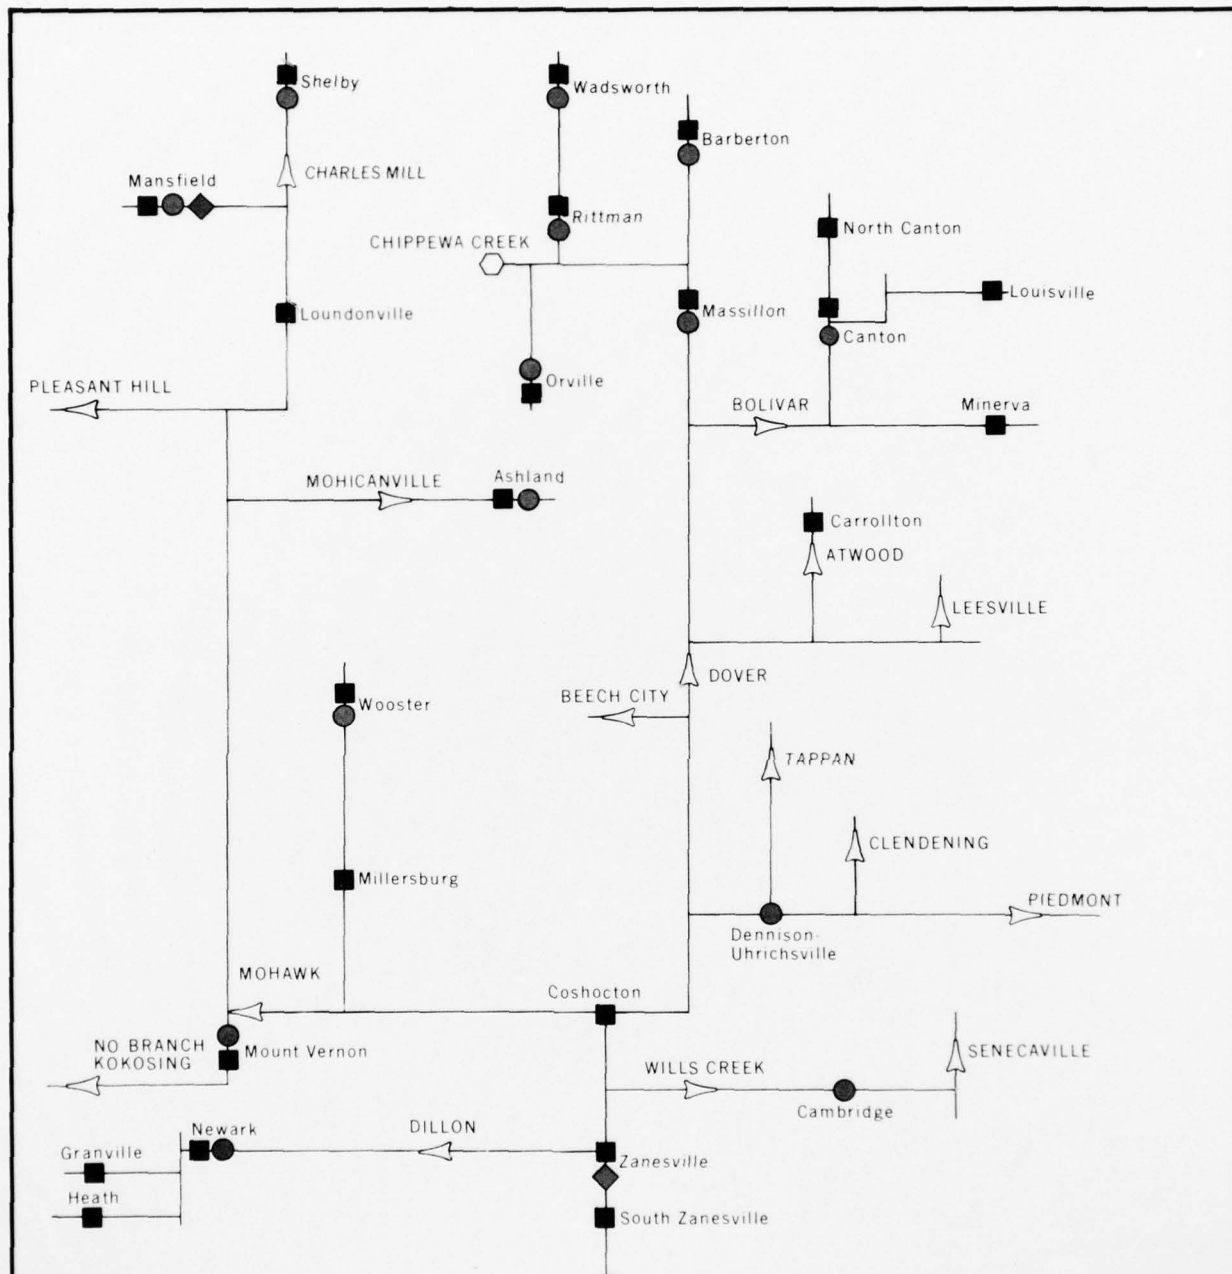 Shelby
Wadsworth
Barberton
CHARLES MILL
Mansfield
Rittman
North Canton
CHIPPEWA CREEK
Louisville
Loundonville
Massillon
Canton
PLEASANT HILL
Orville
BOLIVAR
Minerva
MOHICANVILLE
Ashland
Carrollton
ATWOOD
LEESVILLE
DOVER
BEECH CITY
Wooster
TAPPAN
CLENDENING
Millersburg
PIEDMONT
Dennison-
Uhrichsville
MOHAWK
Coshocton
NO BRANCH
KOKOSING
Mount Vernon
SENECAVILLE
WILLS CREEK
Cambridge
Newark
DILLON
Granville
Zanesville
Heath
South Zanesville